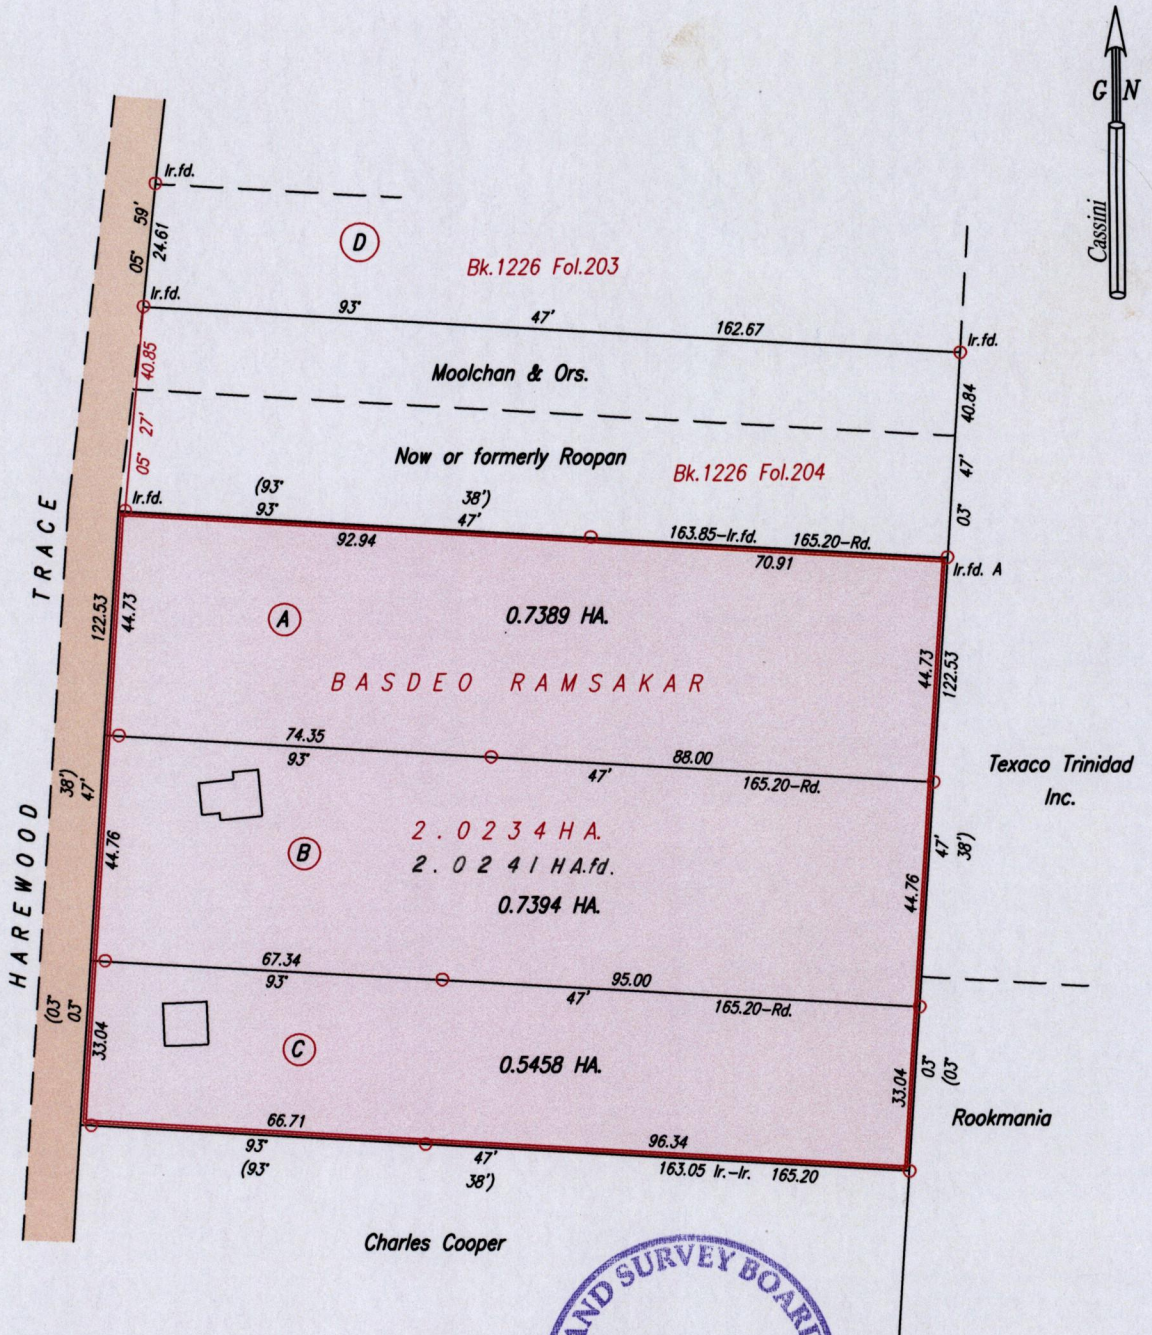 G N
Cassini
Ir.fd.
05° 59'
24.61
D
Bk.1226 Fol.203
Ir.fd.
93° 47' 162.67
Ir.fd.
40.85
Moolchan & Ors.
40.84
05° 27'
Now or formerly Roopan
Bk.1226 Fol.204
03° 47'
Ir.fd.
(93° 38')
93° 47'
163.85-Ir.fd. 165.20-Rd.
92.94
70.91
Ir.fd. A
HAREWOOD TRACE
122.53
44.73
A
0.7389 HA.
44.73
122.53
BASDEO RAMSAKAR
74.35
88.00
93° 47'
165.20-Rd.
Texaco Trinidad
Inc.
(03° 38')
03° 47'
44.76
B
2.0234HA.
2.0241HA.fd.
0.7394 HA.
03° 47'
(03° 38')
44.76
67.34
95.00
93° 47'
165.20-Rd.
33.04
C
0.5458 HA.
33.04
Rookmania
66.71
96.34
93° 47'
(93° 38')
163.05 Ir.-Ir. 165.20
Charles Cooper
AND SURVEY BOARD